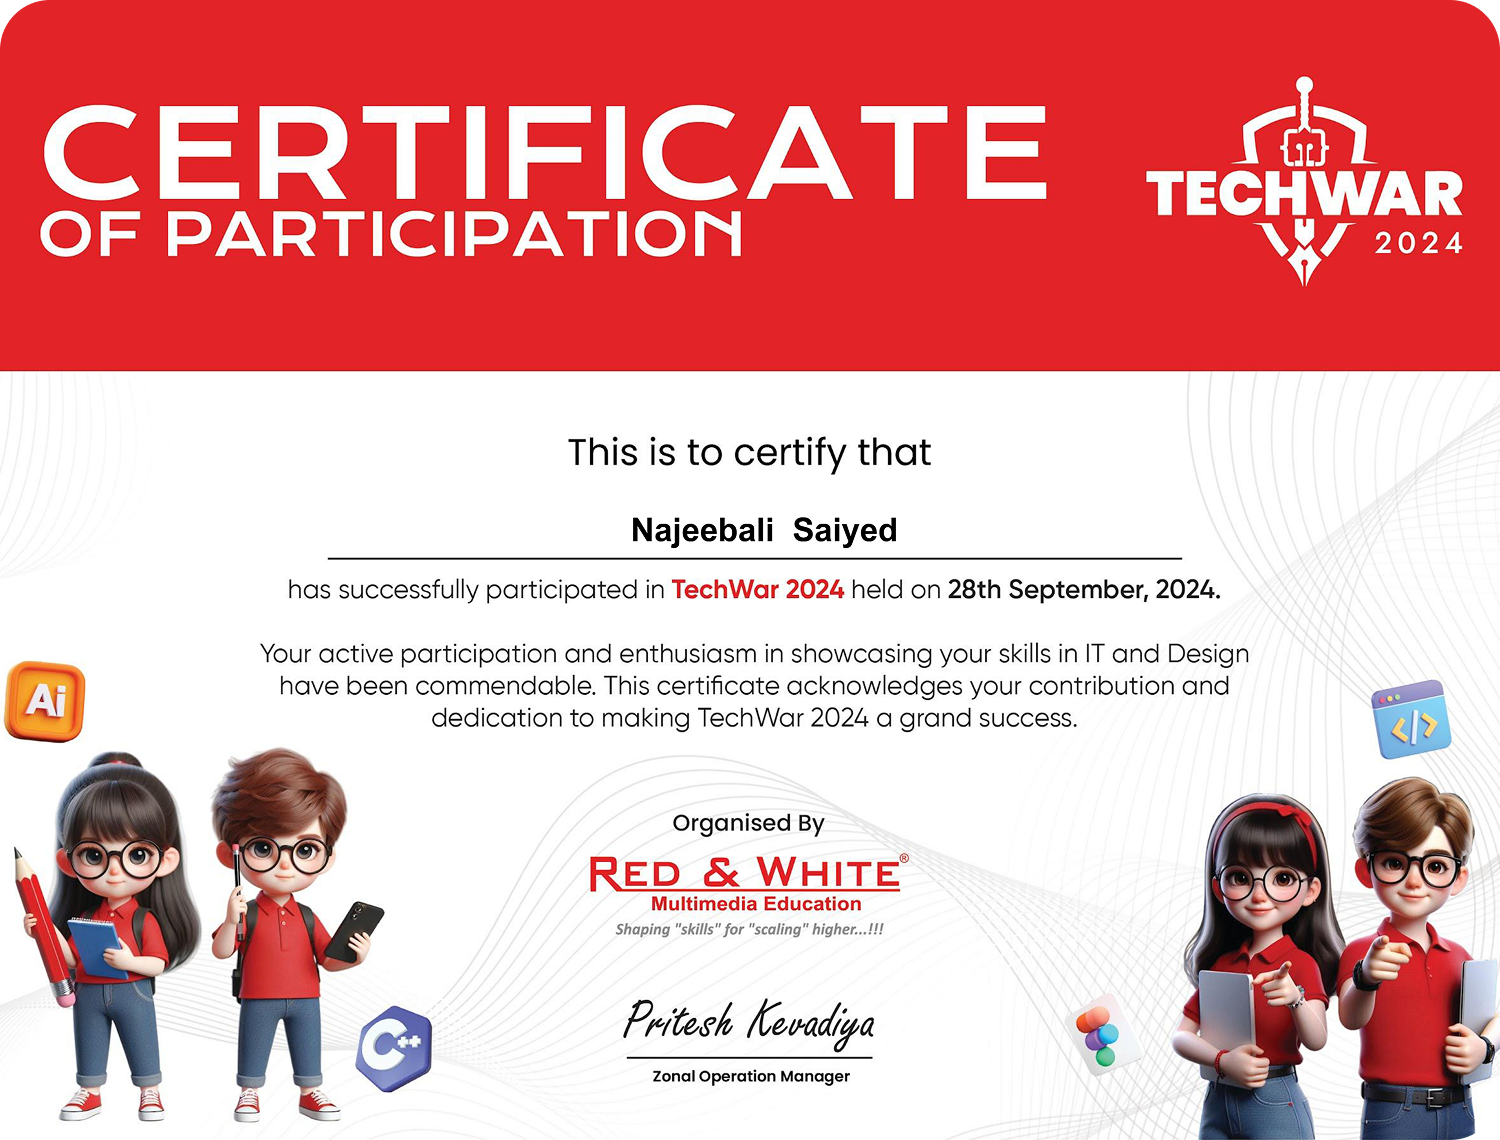 CERTIFICATE
OF PARTICIPATION
TECHWAR
2024
This is to certify that
Najeebali Saiyed
has successfully participated in TechWar 2024 held on 28th September, 2024.
Your active participation and enthusiasm in showcasing your skills in IT and Design
have been commendable. This certificate acknowledges your contribution and
dedication to making TechWar 2024 a grand success.
Ai
</>
Organised By
RED & WHITE®
Multimedia Education
Shaping "skills" for "scaling" higher...!!!
C++
Pritesh Kevadiya
Zonal Operation Manager